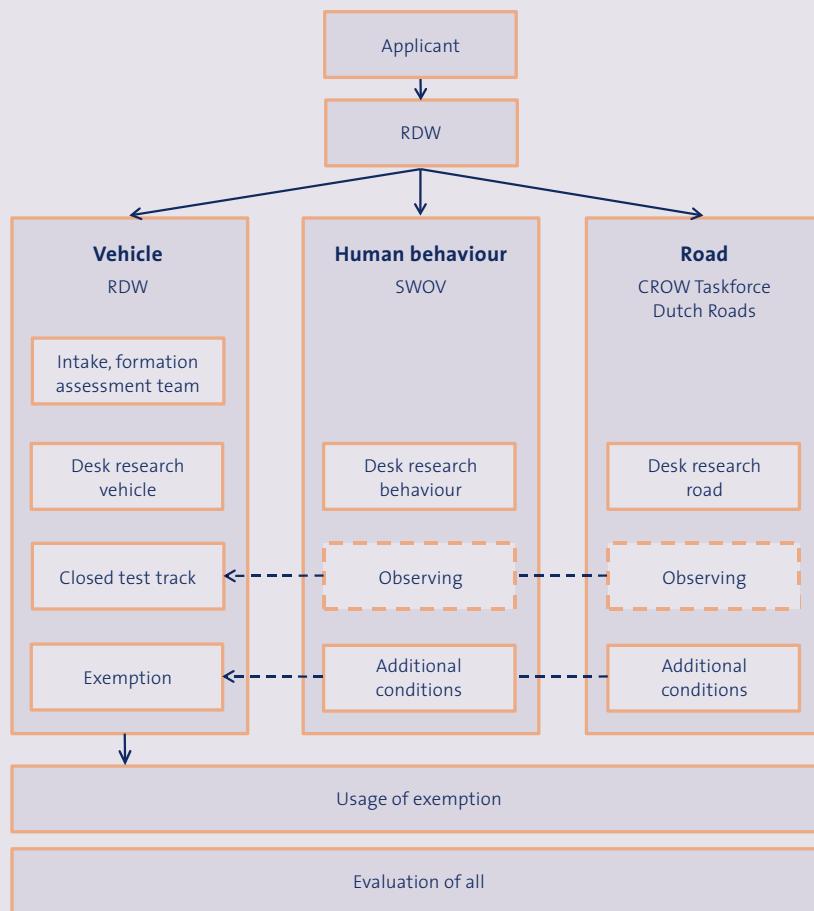 Applicant
RDW
Vehicle
RDW
Intake, formation
assessment team
Desk research
vehicle
Closed test track
Exemption
Human behaviour
SWOV
Desk research
behaviour
Observing
Additional
conditions
Road
CROW Taskforce
Dutch Roads
Desk research
road
Observing
Additional
conditions
Usage of exemption
Evaluation of all